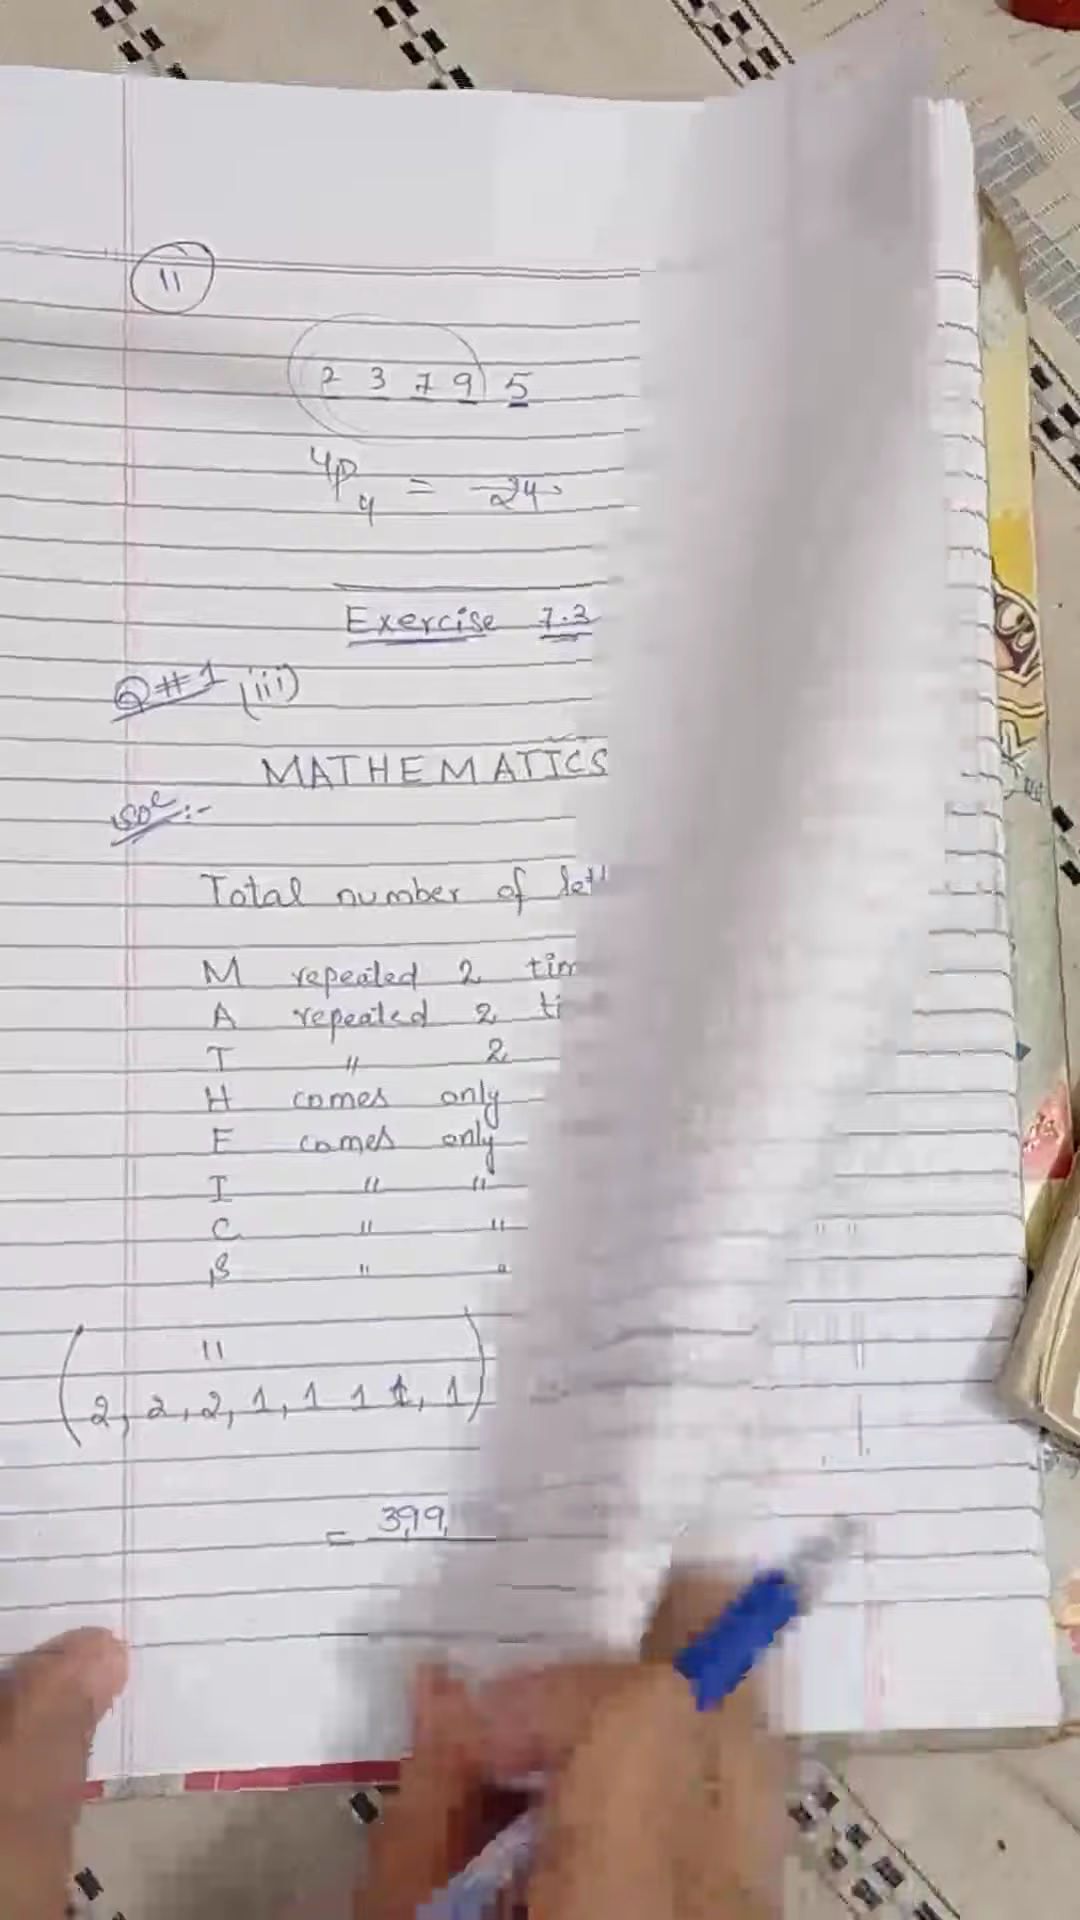 11
2 3 7 9 5
4P4 = 24
Exercise 7.3
Q#1 (iii)
MATHEMATICS
Sol:-
Total number of
M repeated 2
A repeated 2
T " 2
H comes only
E comes only
I " "
C " "
S " "
11
2, 2, 2, 1, 1 1 1, 1
= 399,